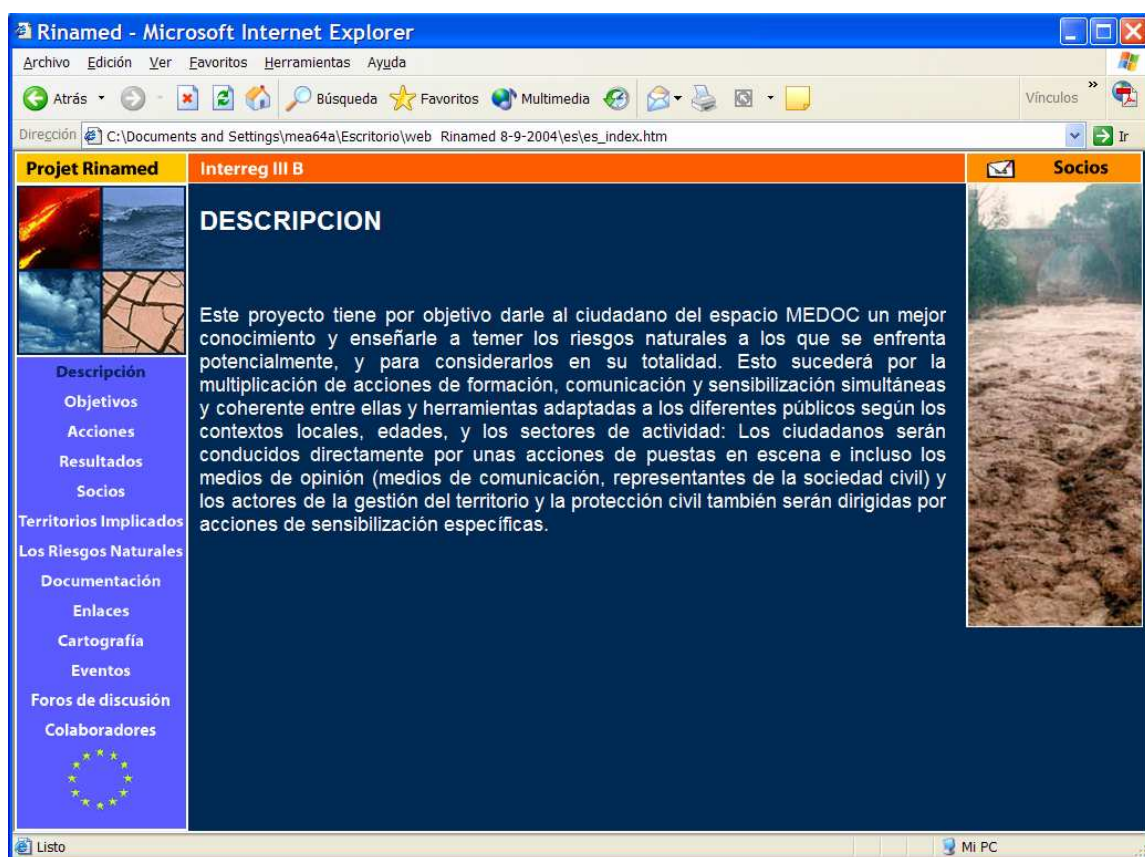 Rinamed - Microsoft Internet Explorer
Archivo Edición Ver Favoritos Herramientas Ayuda
Atrás Búsqueda Favoritos Multimedia Vínculos »
Dirección C:\Documents and Settings\mea64a\Escritorio\web Rinamed 8-9-2004\es\es_index.htm Ir
Projet Rinamed Interreg III B Socios
DESCRIPCION
Este proyecto tiene por objetivo darle al ciudadano del espacio MEDOC un mejor
conocimiento y enseñarle a temer los riesgos naturales a los que se enfrenta
potencialmente, y para considerarlos en su totalidad. Esto sucederá por la
multiplicación de acciones de formación, comunicación y sensibilización simultáneas
y coherente entre ellas y herramientas adaptadas a los diferentes públicos según los
contextos locales, edades, y los sectores de actividad: Los ciudadanos serán
conducidos directamente por unas acciones de puestas en escena e incluso los
medios de opinión (medios de comunicación, representantes de la sociedad civil) y
los actores de la gestión del territorio y la protección civil también serán dirigidas por
acciones de sensibilización específicas.
Descripción
Objetivos
Acciones
Resultados
Socios
Territorios Implicados
Los Riesgos Naturales
Documentación
Enlaces
Cartografía
Eventos
Foros de discusión
Colaboradores
Listo Mi PC